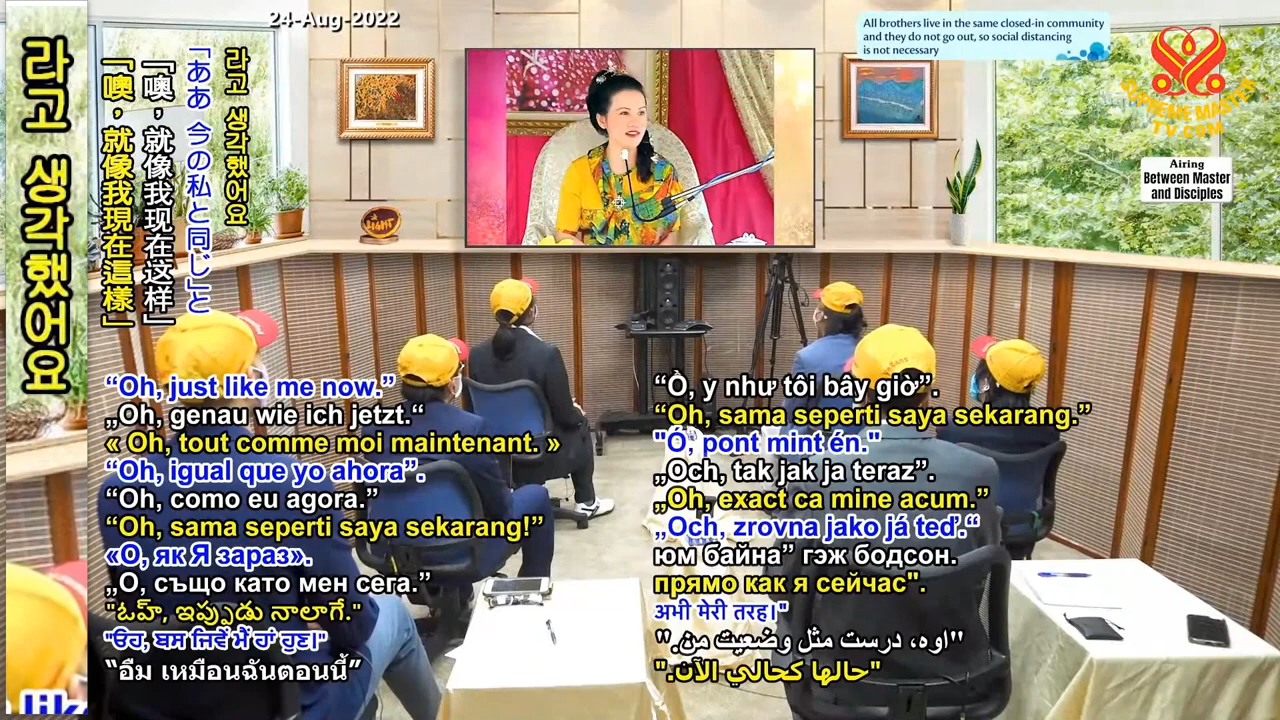 24-Aug-2022
All brothers live in the same closed-in community
and they do not go out, so social distancing
is not necessary
SUPREME MASTER
TV.COM
Airing
Between Master
and Disciples
라고 생각했어요
「噢，就像我現在這樣」
「噢，就像我现在这样」
「ああ 今の私と同じ」と
라고 생각했어요
LIGHT
“Oh, just like me now.”
„Oh, genau wie ich jetzt.“
« Oh, tout comme moi maintenant. »
“Oh, igual que yo ahora”.
“Oh, como eu agora.”
“Oh, sama seperti saya sekarang!”
«О, як Я зараз».
„О, също като мен сега.”
"ఓహ్, ఇప్పుడు నాలాగే."
"ਓਹ, ਬਸ ਜਿਵੇਂ ਮੈਂ ਹਾਂ ਹੁਣ।"
“อืม เหมือนฉันตอนนี้”
“Ồ, y như tôi bây giờ”.
“Oh, sama seperti saya sekarang.”
"Ó, pont mint én."
„Och, tak jak ja teraz”.
„Oh, exact ca mine acum.”
„Och, zrovna jako já teď.“
юм байна” гэж бодсон.
прямо как я сейчас".
अभी मेरी तरह।"
"اوه، درست مثل وضعیت من."
"حالها كحالي الآن."
lik